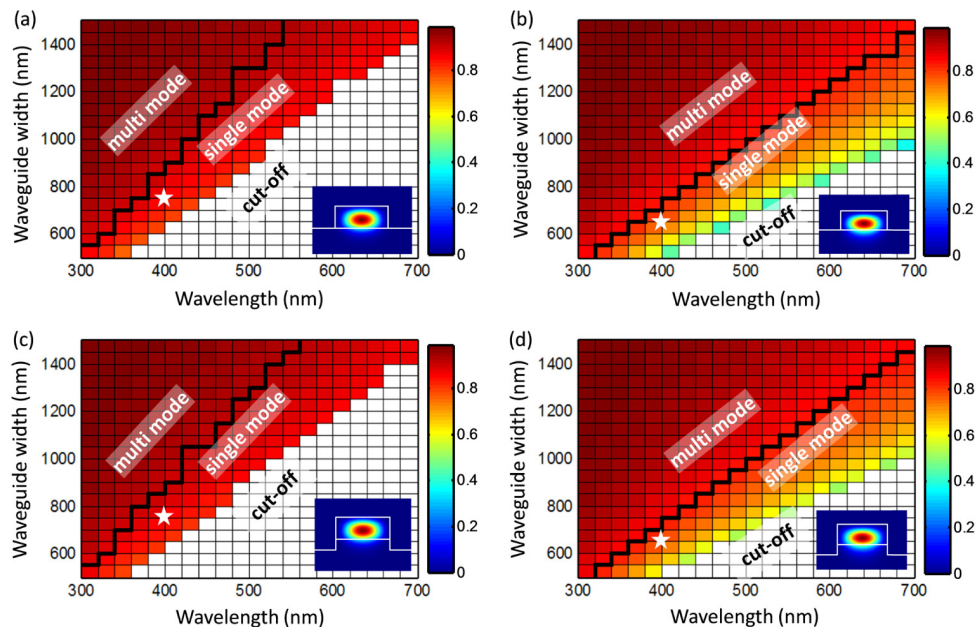 (a)
Waveguide width (nm)
1400
1200
1000
800
600
300 400 500 600 700
Wavelength (nm)
multi mode
single mode
cut-off
0.8
0.6
0.4
0.2
0
(b)
Waveguide width (nm)
1400
1200
1000
800
600
300 400 500 600 700
Wavelength (nm)
multi mode
single mode
cut-off
0.8
0.6
0.4
0.2
0
(c)
Waveguide width (nm)
1400
1200
1000
800
600
300 400 500 600 700
Wavelength (nm)
multi mode
single mode
cut-off
0.8
0.6
0.4
0.2
0
(d)
Waveguide width (nm)
1400
1200
1000
800
600
300 400 500 600 700
Wavelength (nm)
multi mode
single mode
cut-off
0.8
0.6
0.4
0.2
0